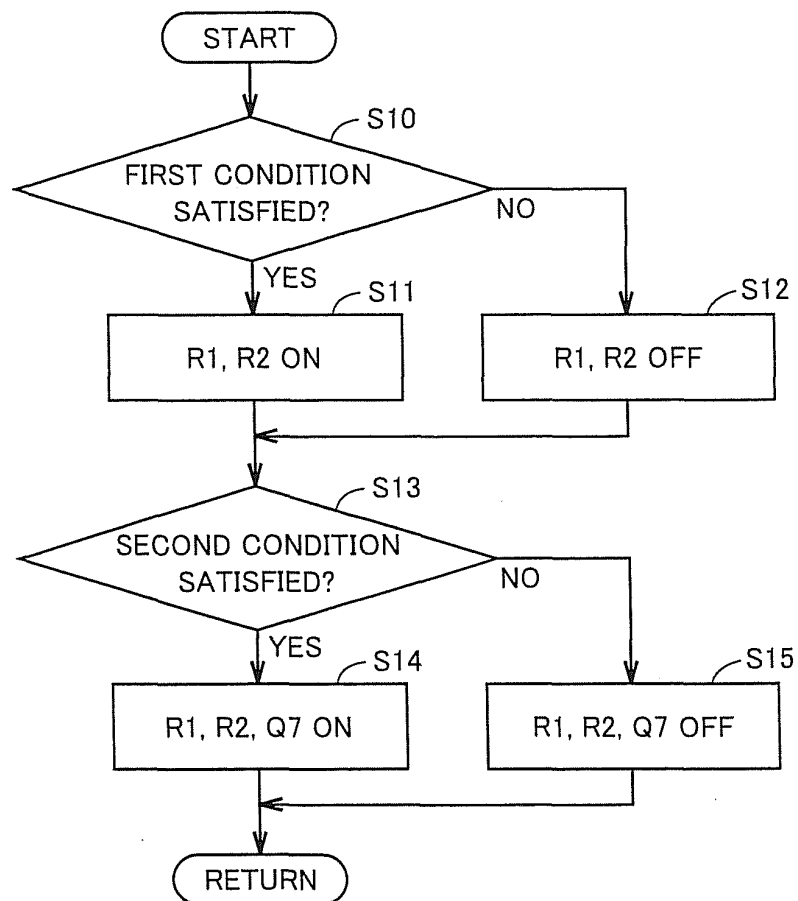 START
S10
FIRST CONDITION
SATISFIED?
NO
YES
S11
S12
R1, R2 ON
R1, R2 OFF
S13
SECOND CONDITION
SATISFIED?
NO
YES
S14
S15
R1, R2, Q7 ON
R1, R2, Q7 OFF
RETURN